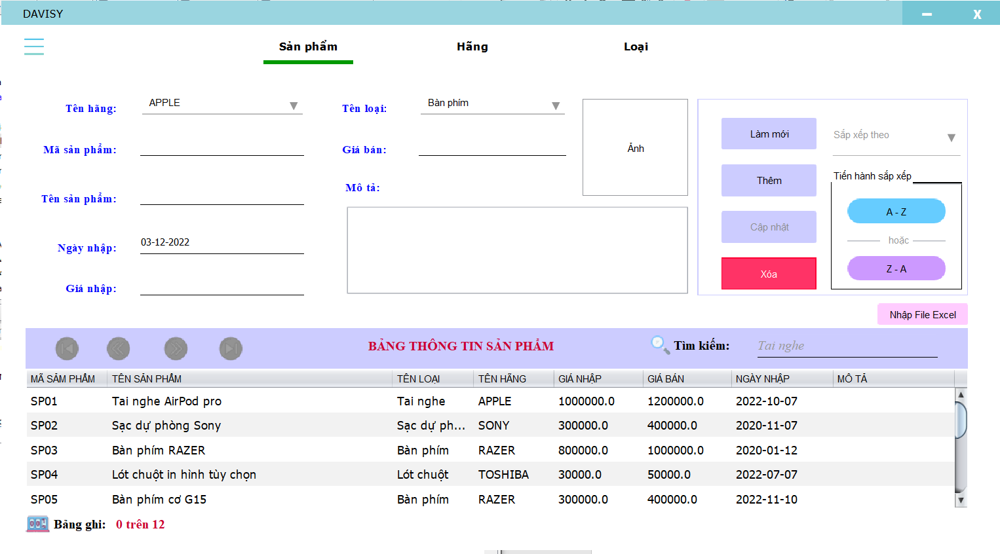 DAVISY
X
Sản phẩm Hãng Loại
Tên hãng: APPLE Tên loại: Bàn phím
Mã sản phẩm: Giá bán:
Tên sản phẩm: Mô tả:
Ngày nhập: 03-12-2022
Giá nhập:
Ảnh
Làm mới Sắp xếp theo
Thêm Tiến hành sắp xếp
Cập nhật A - Z
hoặc
Xóa Z - A
Nhập File Excel
BẢNG THÔNG TIN SẢN PHẨM Tìm kiếm: Tai nghe
MÃ SẢM PHẨM TÊN SẢN PHẨM TÊN LOẠI TÊN HÃNG GIÁ NHẬP GIÁ BÁN NGÀY NHẬP MÔ TẢ
SP01 Tai nghe AirPod pro Tai nghe APPLE 1000000.0 1200000.0 2022-10-07
SP02 Sạc dự phòng Sony Sạc dự ph... SONY 300000.0 400000.0 2020-11-07
SP03 Bàn phím RAZER Bàn phím RAZER 800000.0 1000000.0 2020-01-12
SP04 Lót chuột in hình tùy chọn Lót chuột TOSHIBA 30000.0 50000.0 2022-07-07
SP05 Bàn phím cơ G15 Bàn phím RAZER 300000.0 400000.0 2022-11-10
Bảng ghi: 0 trên 12